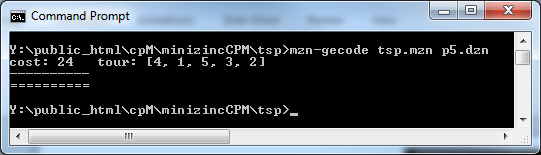 Command Prompt
Y:\public_html\cpM\minizincCPM\tsp>mzn-gecode tsp.mzn p5.dzn
cost: 24   tour: [4, 1, 5, 3, 2]
----------
==========
Y:\public_html\cpM\minizincCPM\tsp>_